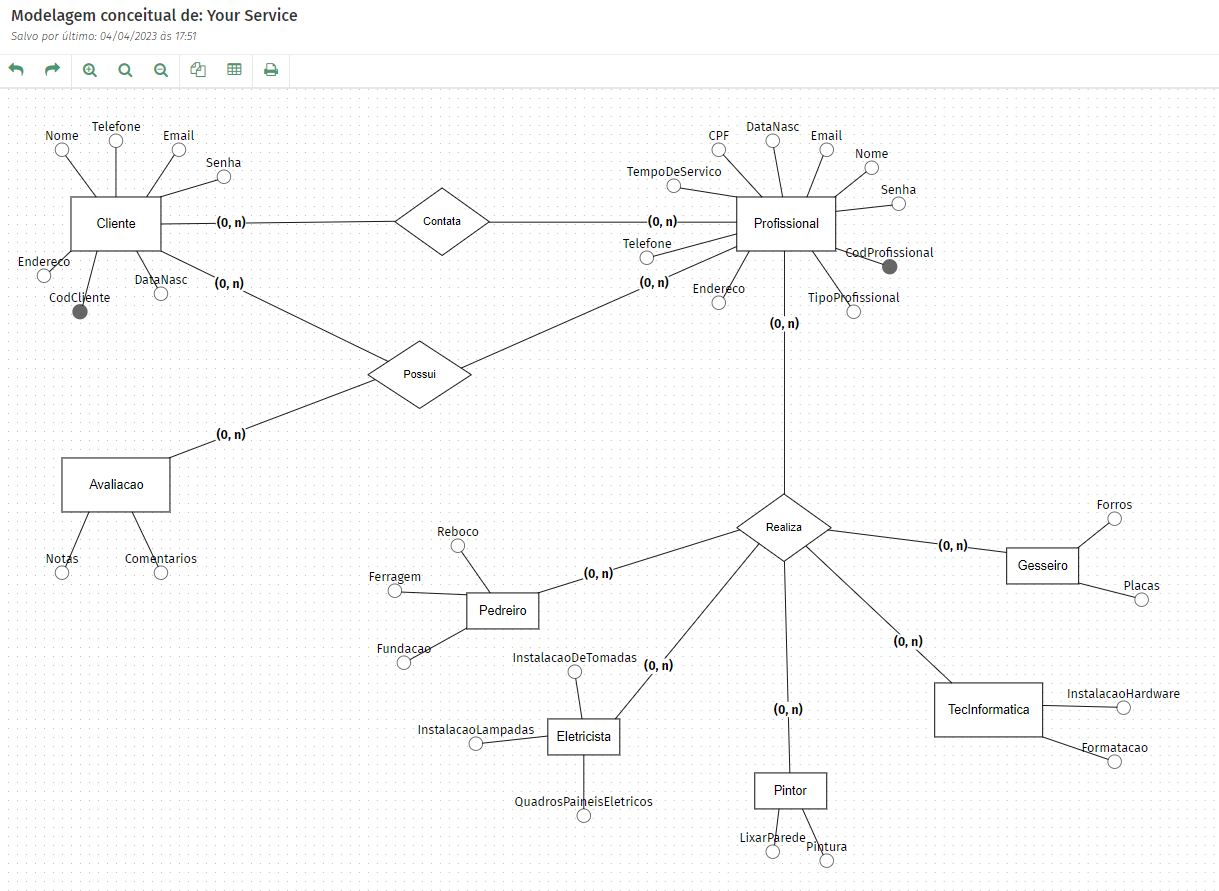 Modelagem conceitual de: Your Service
Salvo por último: 04/04/2023 às 17:51
Nome
Telefone
Email
Senha
Cliente
Endereco
CodCliente
DataNasc
(0, n)
Contata
(0, n)
TempoDeServico
CPF
DataNasc
Email
Nome
Senha
Profissional
Telefone
Endereco
CodProfissional
TipoProfissional
(0, n)
(0, n)
(0, n)
Possui
(0, n)
Avaliacao
Notas
Comentarios
Realiza
(0, n)
Reboco
Ferragem
Fundacao
Pedreiro
(0, n)
InstalacaoDeTomadas
InstalacaoLampadas
Eletricista
QuadrosPaineisEletricos
(0, n)
Pintor
LixarParede
Pintura
(0, n)
TecInformatica
InstalacaoHardware
Formatacao
(0, n)
Gesseiro
Forros
Placas